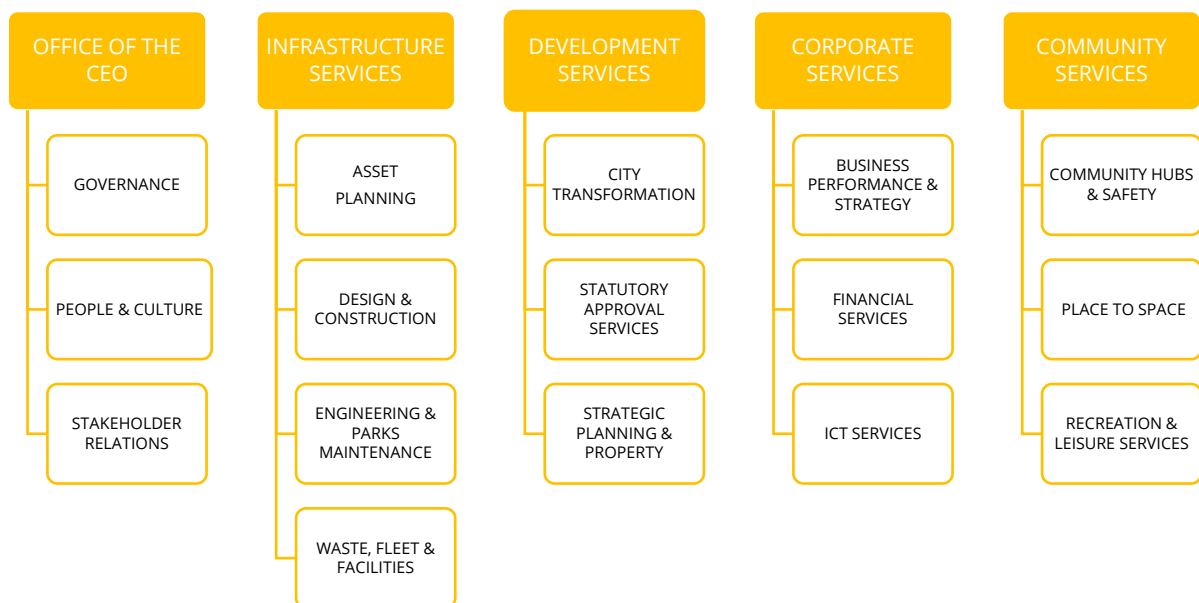 OFFICE OF THE
CEO
GOVERNANCE
PEOPLE & CULTURE
STAKEHOLDER
RELATIONS
INFRASTRUCTURE
SERVICES
ASSET
PLANNING
DESIGN &
CONSTRUCTION
ENGINEERING &
PARKS
MAINTENANCE
WASTE, FLEET &
FACILITIES
DEVELOPMENT
SERVICES
CITY
TRANSFORMATION
STATUTORY
APPROVAL
SERVICES
STRATEGIC
PLANNING &
PROPERTY
CORPORATE
SERVICES
BUSINESS
PERFORMANCE &
STRATEGY
FINANCIAL
SERVICES
ICT SERVICES
COMMUNITY
SERVICES
COMMUNITY HUBS
& SAFETY
PLACE TO SPACE
RECREATION &
LEISURE SERVICES